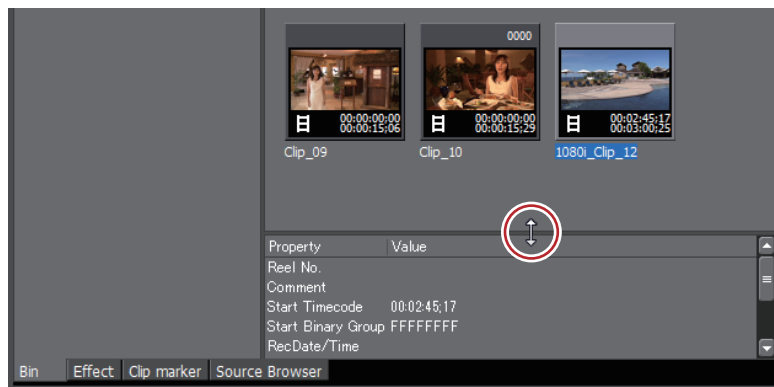 0000
00:00:00;00
00:00:15;06
00:00:00;00
00:00:15;29
00:02:45;17
00:03:00;25
Clip_09
Clip_10
1080i_Clip_12
Property Value
Reel No.
Comment
Start Timecode 00:02:45;17
Start Binary Group FFFFFFFF
RecDate/Time
Bin Effect Clip marker Source Browser